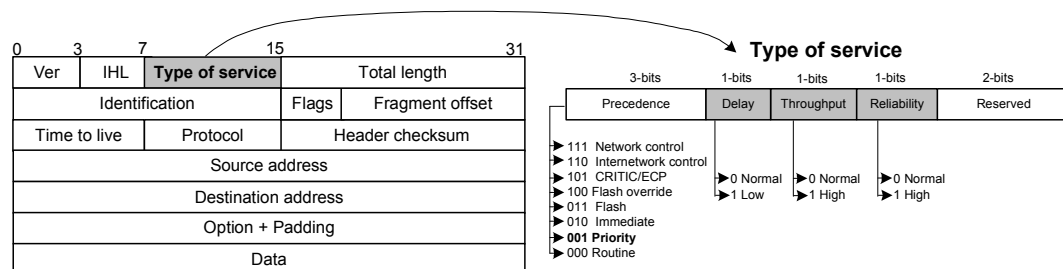 0 3 7 15 31
Ver IHL Type of service Total length
Identification Flags Fragment offset
Time to live Protocol Header checksum
Source address
Destination address
Option + Padding
Data
Type of service
3-bits 1-bits 1-bits 1-bits 2-bits
Precedence Delay Throughput Reliability Reserved
111 Network control
110 Internetwork control
101 CRITIC/ECP
100 Flash override
011 Flash
010 Immediate
001 Priority
000 Routine
0 Normal
1 Low
0 Normal
1 High
0 Normal
1 High